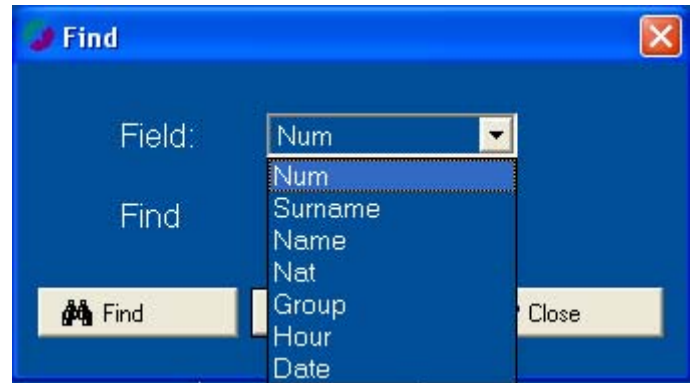 Find
Field:
Num
Num
Surname
Find
Name
Nat
Group
Find
Close
Hour
Date